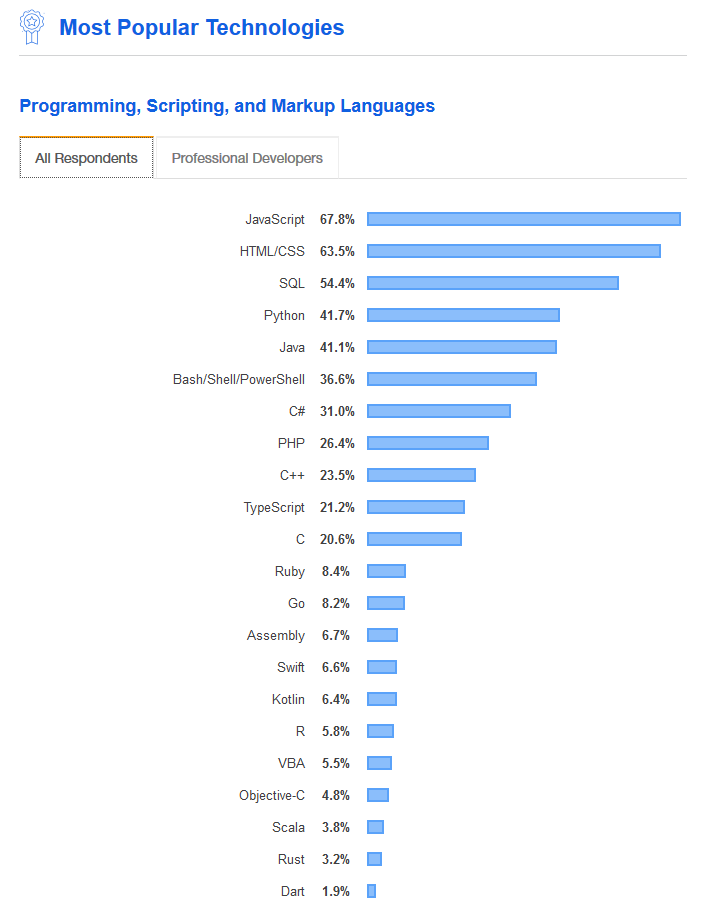 Most Popular Technologies
Programming, Scripting, and Markup Languages
All Respondents Professional Developers
JavaScript 67.8%
HTML/CSS 63.5%
SQL 54.4%
Python 41.7%
Java 41.1%
Bash/Shell/PowerShell 36.6%
C# 31.0%
PHP 26.4%
C++ 23.5%
TypeScript 21.2%
C 20.6%
Ruby 8.4%
Go 8.2%
Assembly 6.7%
Swift 6.6%
Kotlin 6.4%
R 5.8%
VBA 5.5%
Objective-C 4.8%
Scala 3.8%
Rust 3.2%
Dart 1.9%